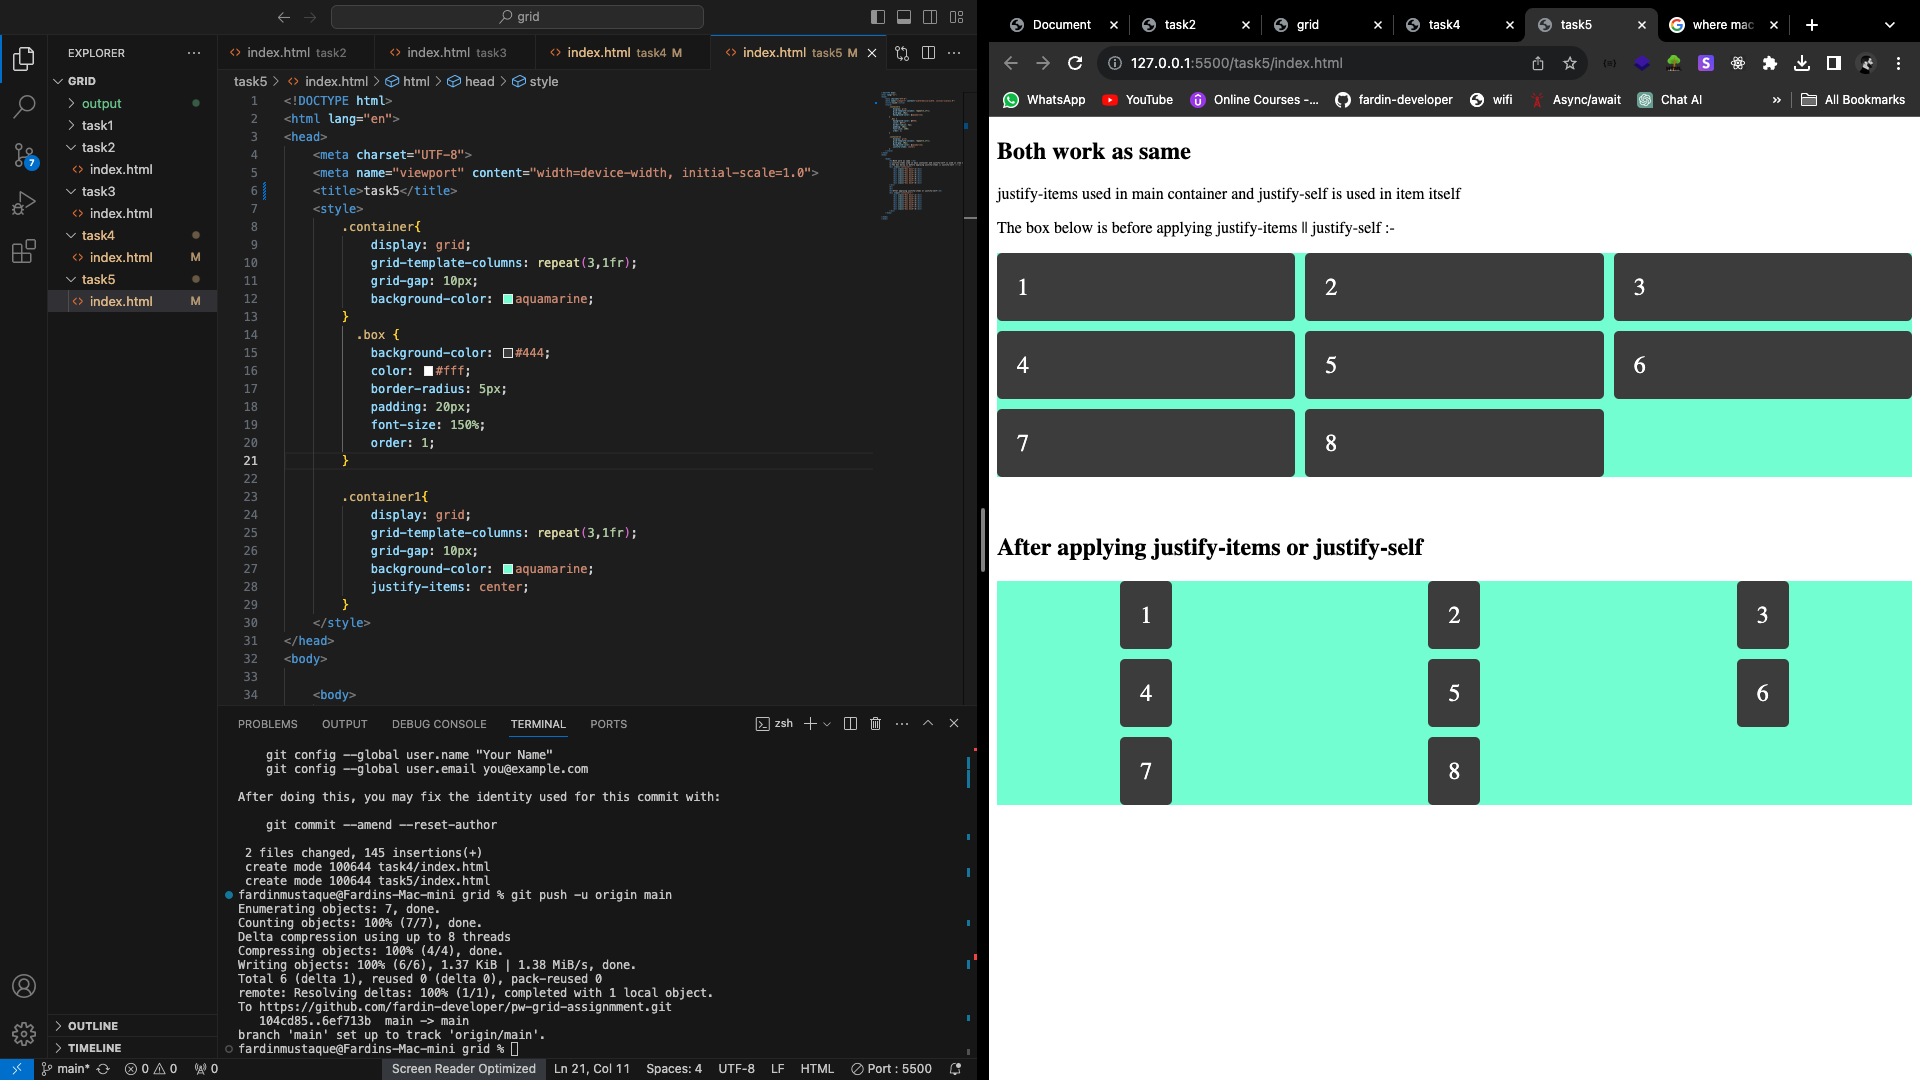 grid
EXPLORER
GRID
output
task1
task2
index.html
task3
index.html
task4
index.html M
task5
index.html M
OUTLINE
TIMELINE
7
index.html task2
index.html task3
index.html task4 M
index.html task5 M
task5 > index.html > html > head > style
1 <!DOCTYPE html>
2 <html lang="en">
3 <head>
4 <meta charset="UTF-8">
5 <meta name="viewport" content="width=device-width, initial-scale=1.0">
6 <title>task5</title>
7 <style>
8 .container{
9 display: grid;
10 grid-template-columns: repeat(3,1fr);
11 grid-gap: 10px;
12 background-color: aquamarine;
13 }
14 .box {
15 background-color: #444;
16 color: #fff;
17 border-radius: 5px;
18 padding: 20px;
19 font-size: 150%;
20 order: 1;
21 }
22
23 .container1{
24 display: grid;
25 grid-template-columns: repeat(3,1fr);
26 grid-gap: 10px;
27 background-color: aquamarine;
28 justify-items: center;
29 }
30 </style>
31 </head>
32 <body>
33
34 <body>
PROBLEMS OUTPUT DEBUG CONSOLE TERMINAL PORTS zsh
git config --global user.name "Your Name"
git config --global user.email you@example.com
After doing this, you may fix the identity used for this commit with:
git commit --amend --reset-author
2 files changed, 145 insertions(+)
create mode 100644 task4/index.html
create mode 100644 task5/index.html
fardinmustaque@Fardins-Mac-mini grid % git push -u origin main
Enumerating objects: 7, done.
Counting objects: 100% (7/7), done.
Delta compression using up to 8 threads
Compressing objects: 100% (4/4), done.
Writing objects: 100% (6/6), 1.37 KiB | 1.38 MiB/s, done.
Total 6 (delta 1), reused 0 (delta 0), pack-reused 0
remote: Resolving deltas: 100% (1/1), completed with 1 local object.
To https://github.com/fardin-developer/pw-grid-assignmment.git
104cd85..6ef713b main -> main
branch 'main' set up to track 'origin/main'.
fardinmustaque@Fardins-Mac-mini grid %
main* 0 0 0 Screen Reader Optimized Ln 21, Col 11 Spaces: 4 UTF-8 LF HTML Port : 5500
Document task2 grid task4 task5 where mac
127.0.0.1:5500/task5/index.html
WhatsApp YouTube Online Courses -... fardin-developer wifi Async/await Chat AI » All Bookmarks
Both work as same
justify-items used in main container and justify-self is used in item itself
The box below is before applying justify-items || justify-self :-
1 2 3
4 5 6
7 8
After applying justify-items or justify-self
1 2 3
4 5 6
7 8